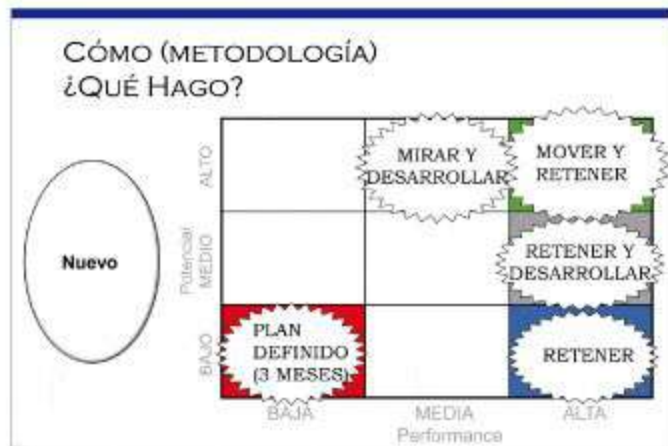 CÓMO (METODOLOGÍA)
¿QUÉ HAGO?
Nuevo
Potencial
ALTO
MEDIO
BAJO
MIRAR Y
DESARROLLAR
MOVER Y
RETENER
RETENER Y
DESARROLLAR
PLAN
DEFINIDO
(3 MESES)
RETENER
BAJA
MEDIA
ALTA
Performance